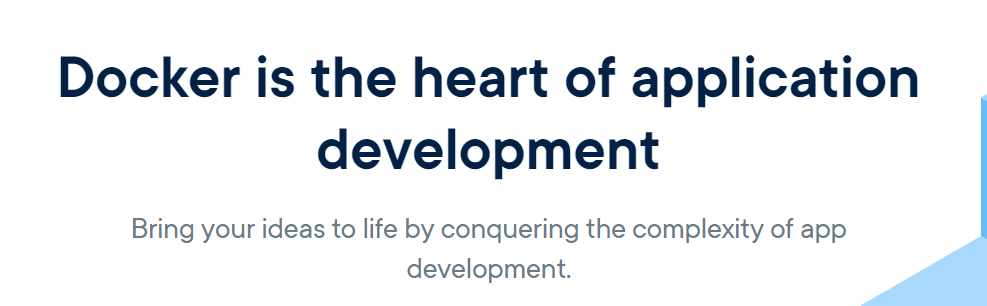 Docker is the heart of application
development
Bring your ideas to life by conquering the complexity of app
development.